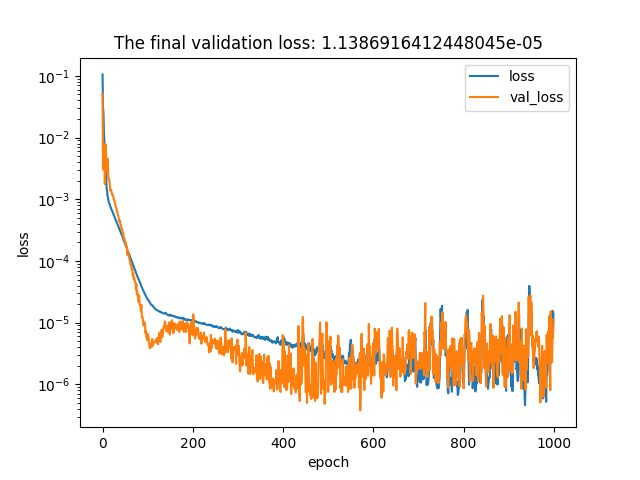 The final validation loss: 1.1386916412448045e-05
loss
val_loss
10⁻¹
10⁻²
10⁻³
10⁻⁴
10⁻⁵
10⁻⁶
loss
0 200 400 600 800 1000
epoch